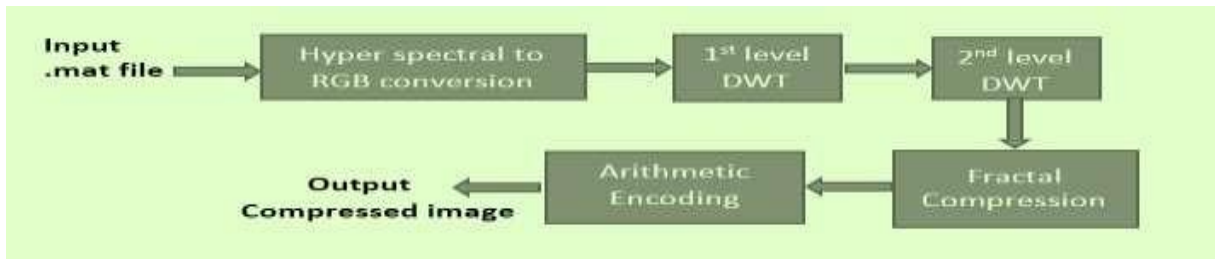 Input
.mat file
Hyper spectral to
RGB conversion
1st level
DWT
2nd level
DWT
Fractal
Compression
Arithmetic
Encoding
Output
Compressed image